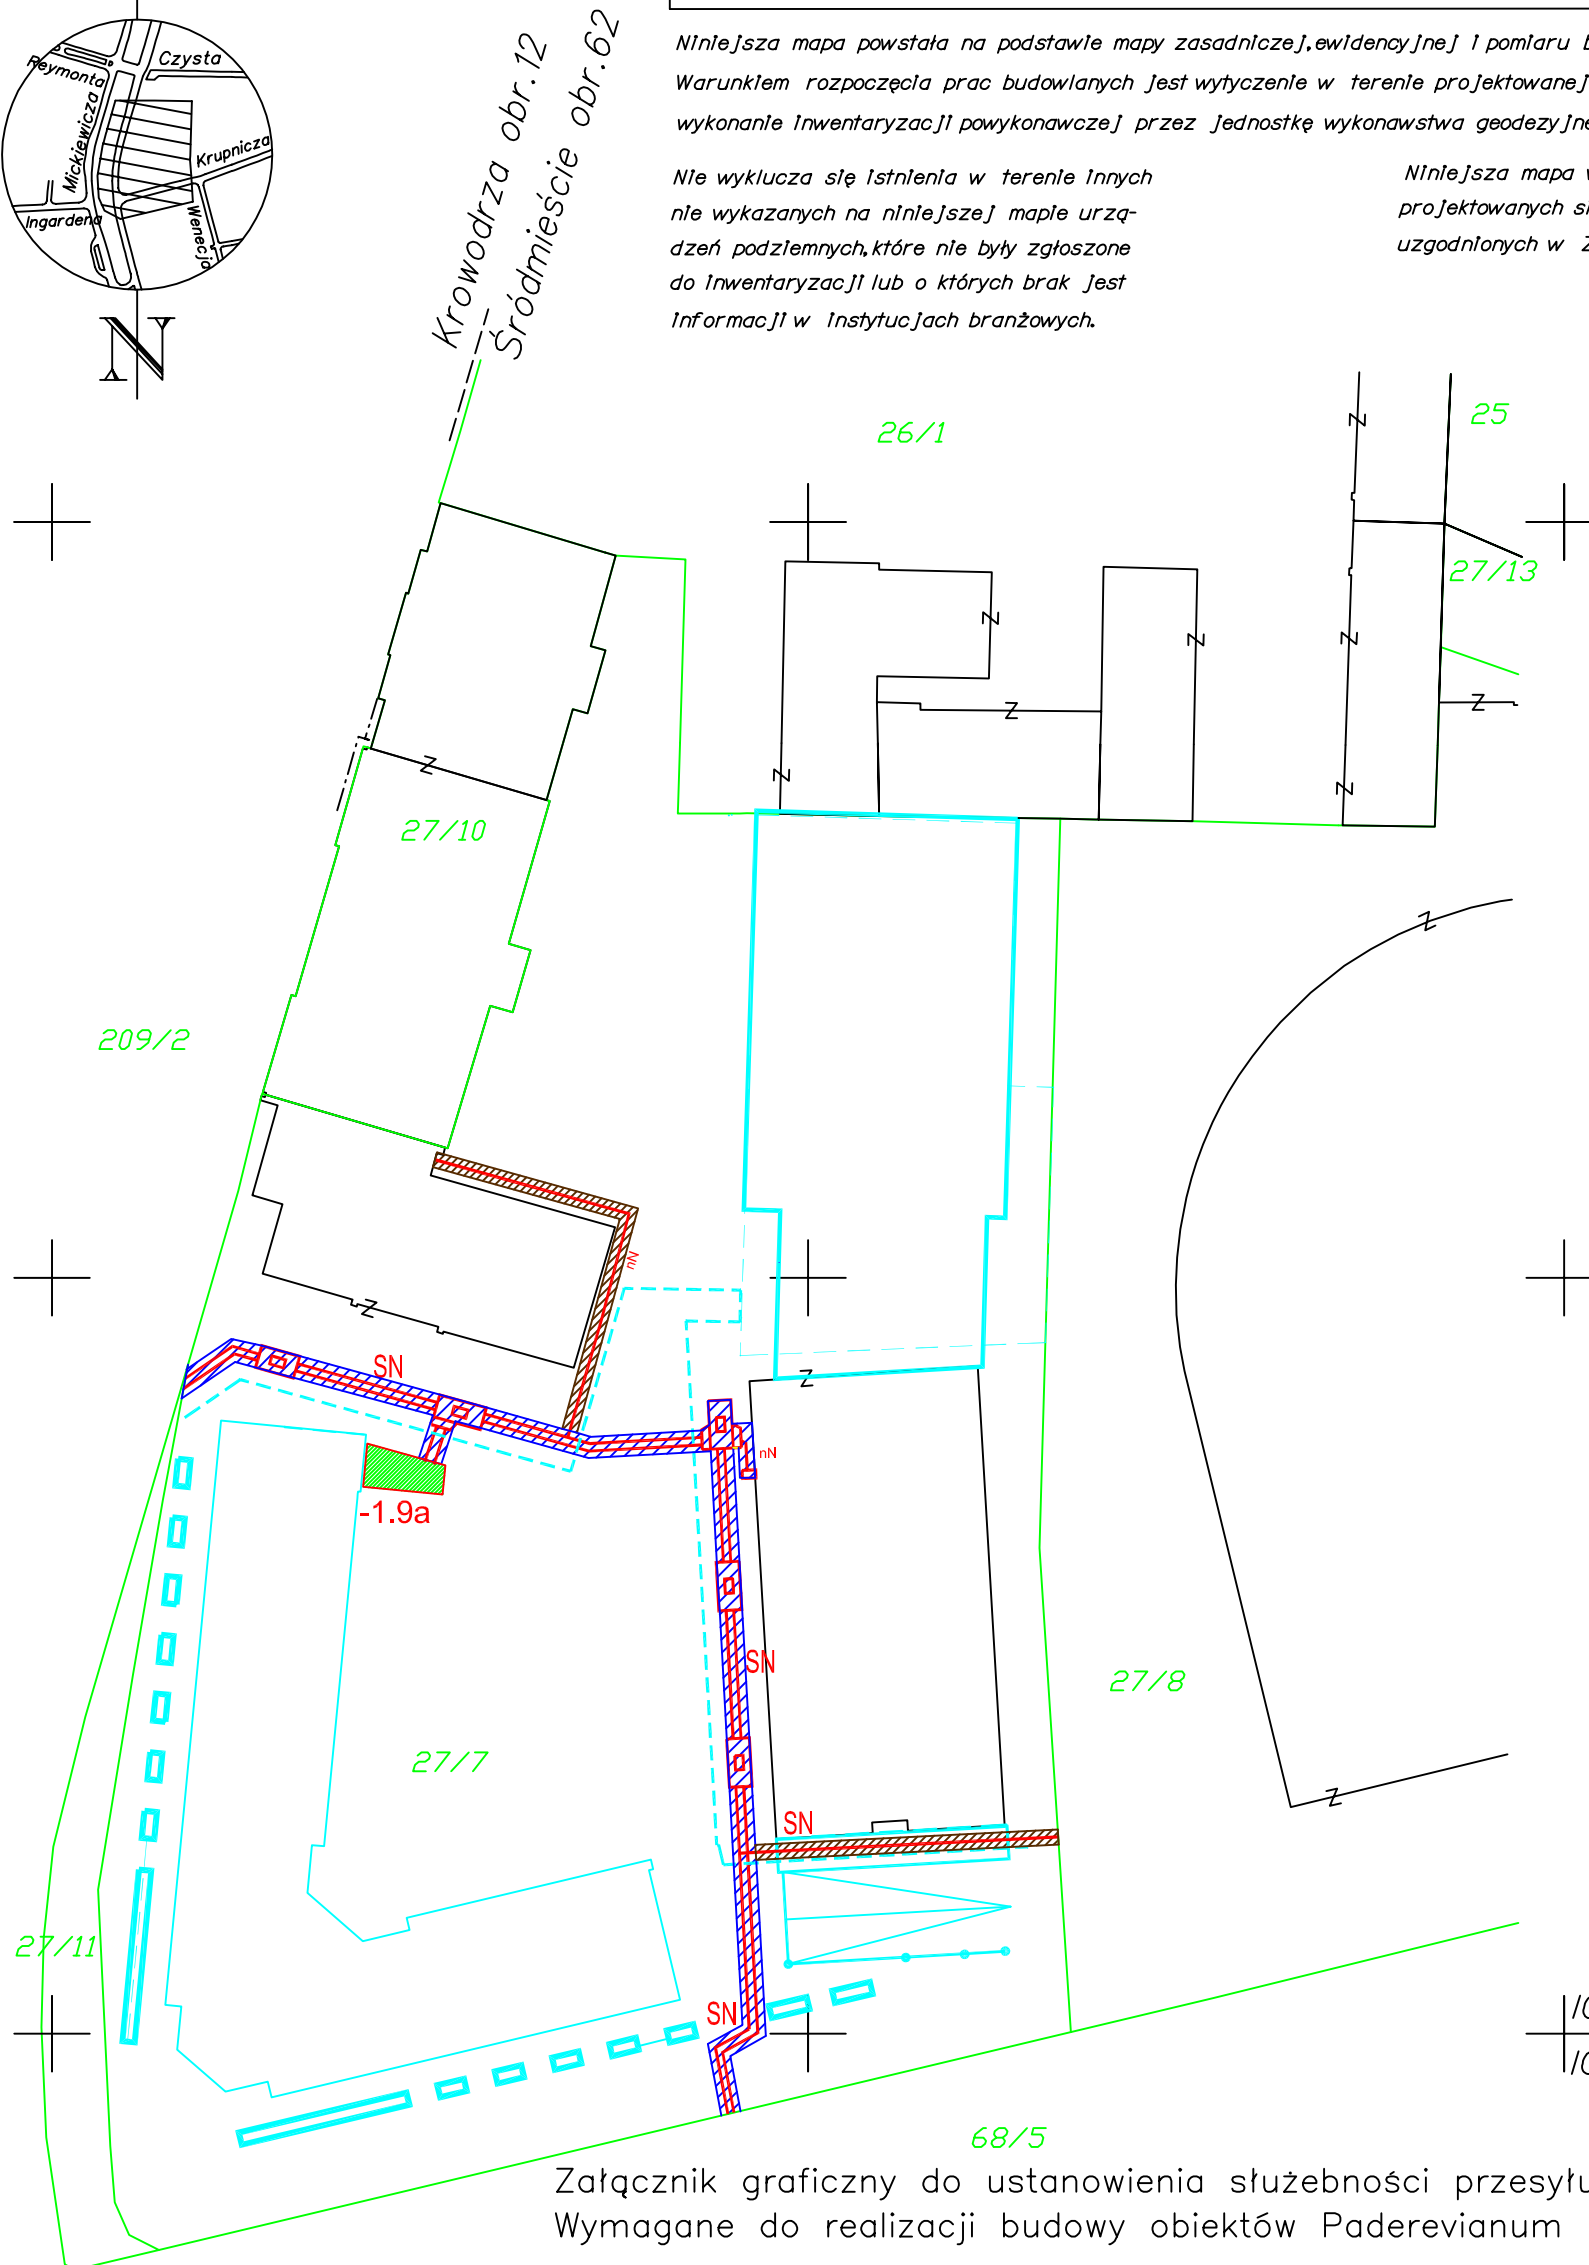 Czysta
Reymonta
Mickiewicza
Krupnicza
Ingardena
Wenecja
N
Krowodrza obr.12
Śródmieście obr.62
Niniejsza mapa powstała na podstawie mapy zasadniczej,ewidencyjnej i pomiaru
Warunkiem rozpoczęcia prac budowlanych jest wytyczenie w terenie projektowanej
wykonanie inwentaryzacji powykonawczej przez jednostkę wykonawstwa geodezyjne
Nie wyklucza się istnienia w terenie innych
nie wykazanych na niniejszej mapie urzą-
dzeń podziemnych,które nie były zgłoszone
do inwentaryzacji lub o których brak jest
informacji w instytucjach branżowych.
Niniejsza mapa
projektowanych
uzgodnionych w
26/1
25
Z
27/13
Z
Z
Z
Z
Z
Z
Z
Z
Z
27/10
Z
209/2
nN
Z
SN
Z
nN
-1.9a
SN
27/8
27/7
Z
SN
27/11
SN
68/5
Załącznik graficzny do ustanowienia służebności przesyłu
Wymagane do realizacji budowy obiektów Paderevianum